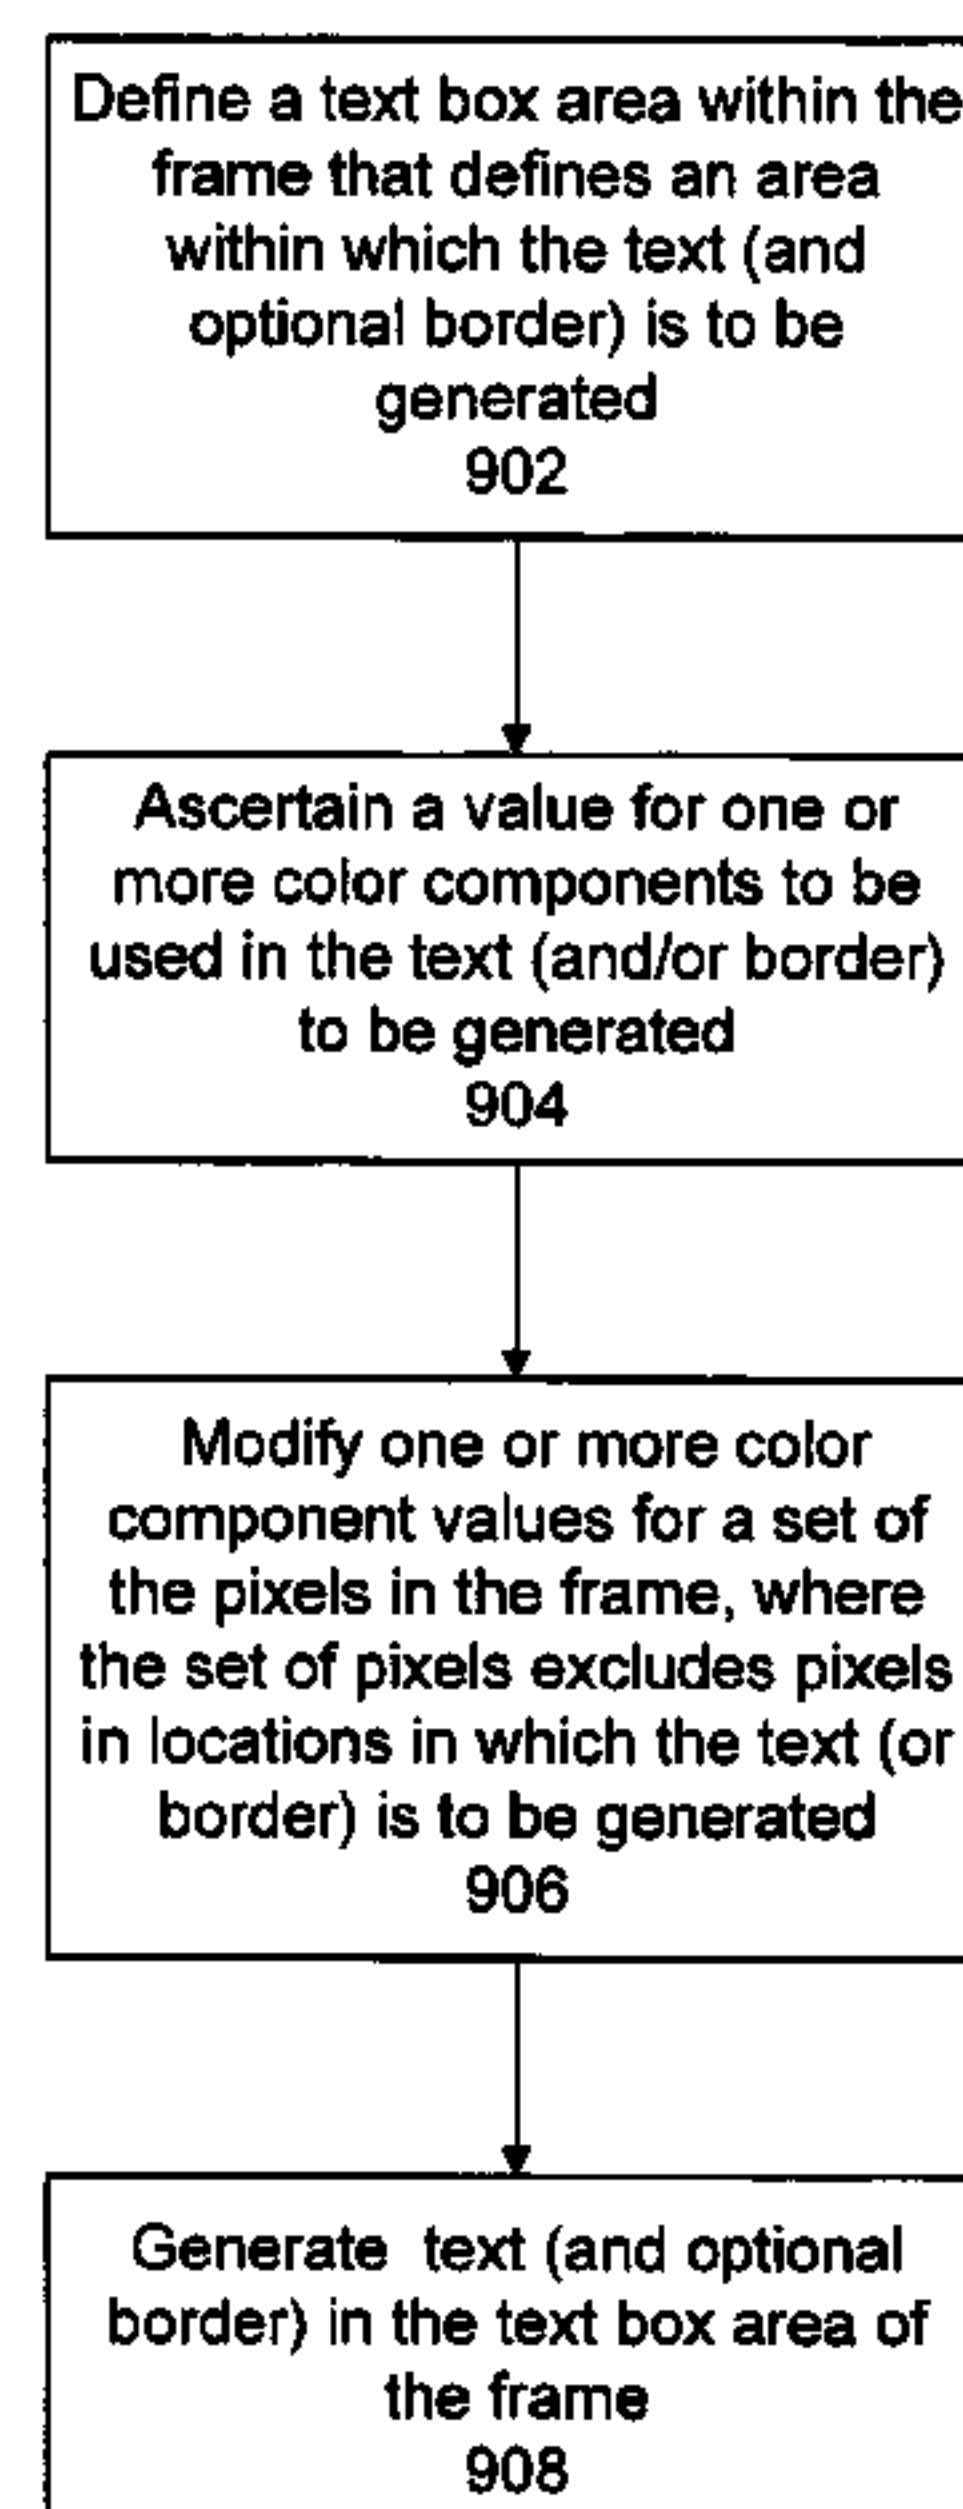 Define a text box area within the
frame that defines an area
within which the text (and
optional border) is to be
generated
902
Ascertain a value for one or
more color components to be
used in the text (and/or border)
to be generated
904
Modify one or more color
component values for a set of
the pixels in the frame, where
the set of pixels excludes pixels
in locations in which the text (or
border) is to be generated
906
Generate text (and optional
border) in the text box area of
the frame
908